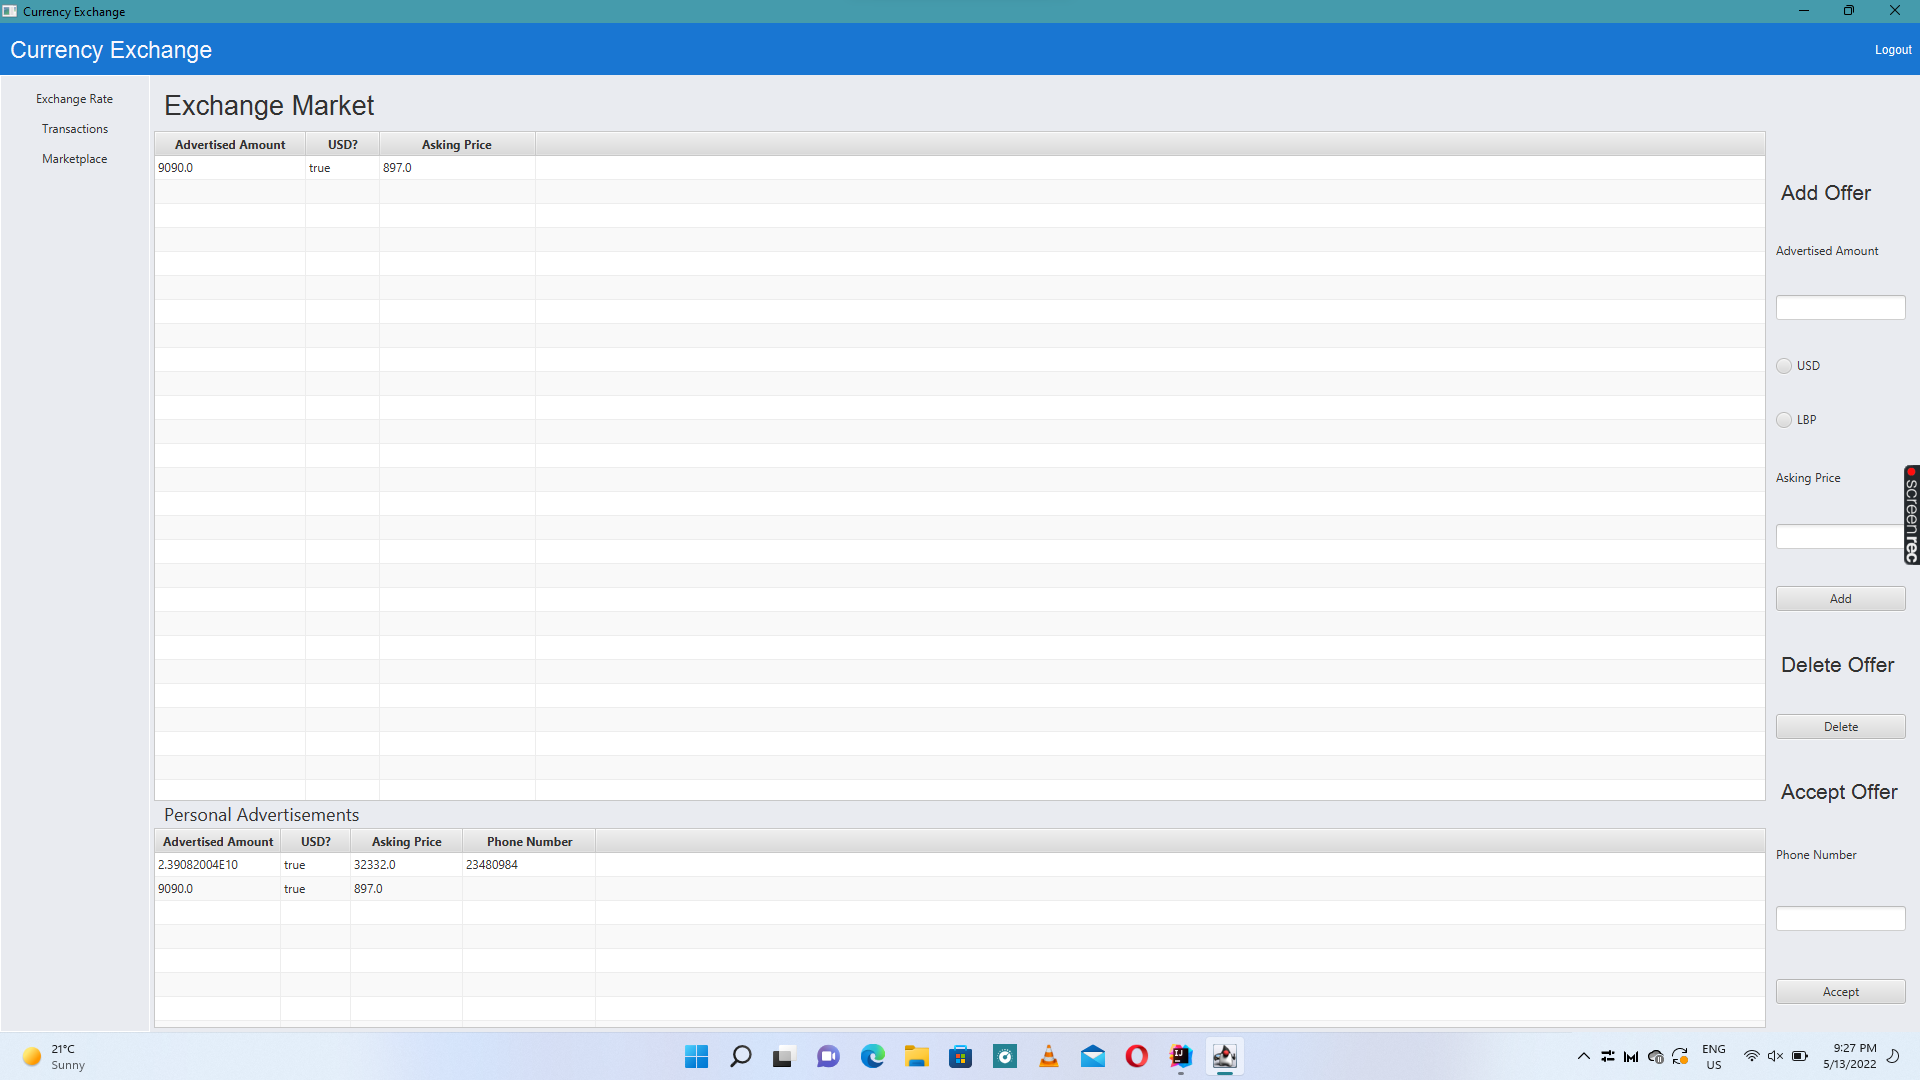 Currency Exchange
Currency Exchange
Logout
Exchange Rate
Transactions
Marketplace
Exchange Market
Advertised Amount USD? Asking Price
9090.0 true 897.0
Add Offer
Advertised Amount
USD
LBP
Asking Price
Add
Delete Offer
Delete
Accept Offer
Phone Number
Accept
screenrec
Personal Advertisements
Advertised Amount USD? Asking Price Phone Number
2.39082004E10 true 32332.0 23480984
9090.0 true 897.0
21°C
Sunny
IJ
ENG
US
9:27 PM
5/13/2022